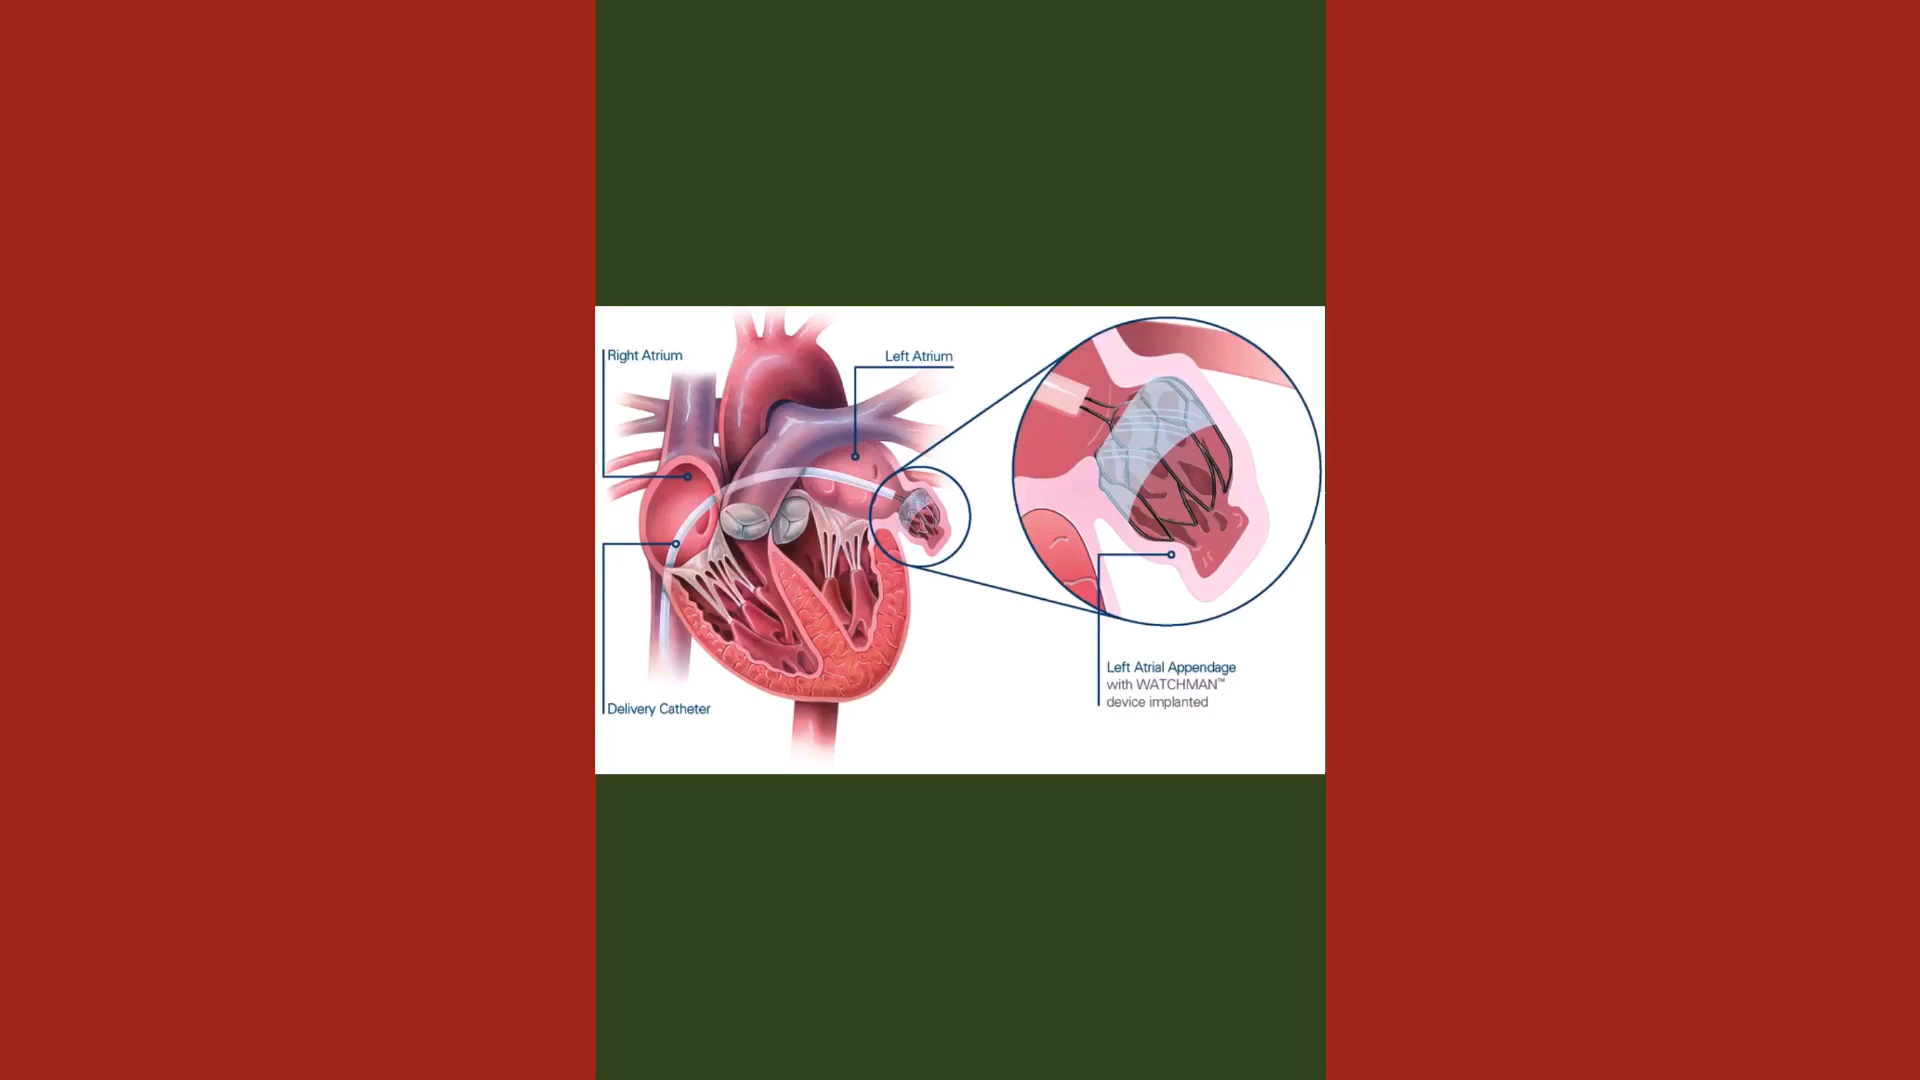 Right Atrium
Left Atrium
Delivery Catheter
Left Atrial Appendage
with WATCHMAN™
device implanted